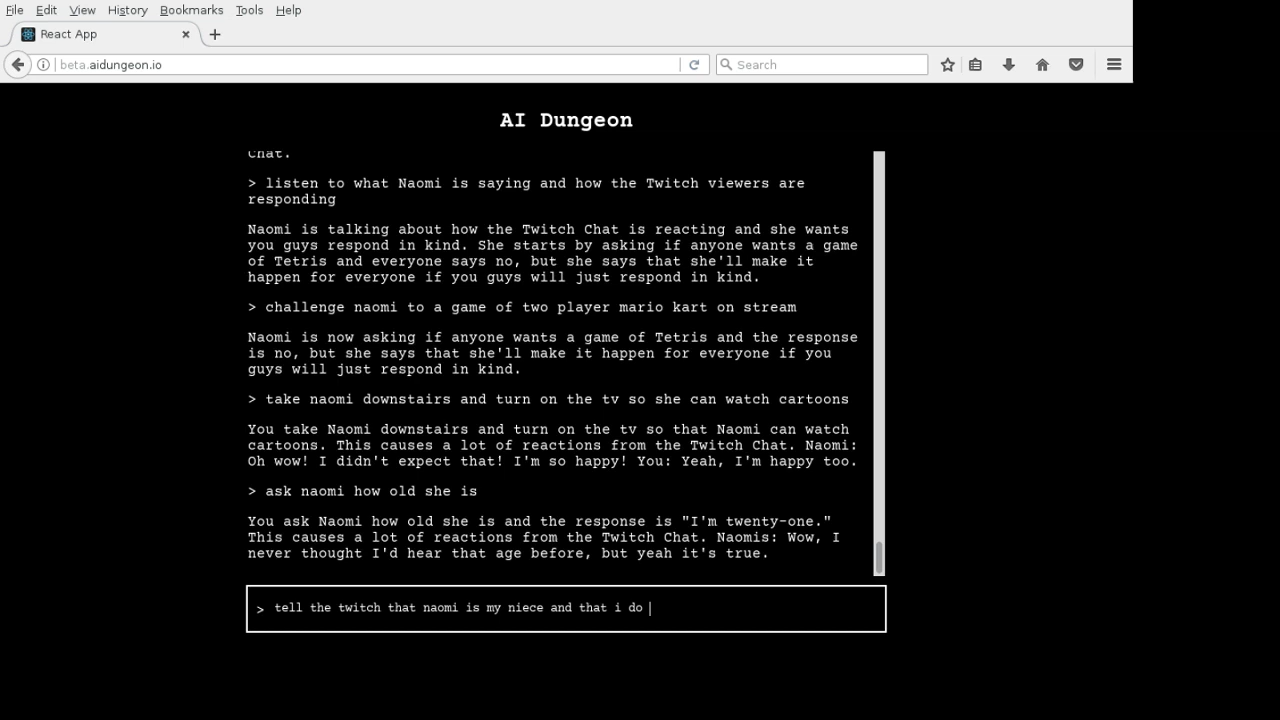 File Edit View History Bookmarks Tools Help
React App
beta.aidungeon.io
Search
AI Dungeon
Chat.
> listen to what Naomi is saying and how the Twitch viewers are
responding
Naomi is talking about how the Twitch Chat is reacting and she wants
you guys respond in kind. She starts by asking if anyone wants a game
of Tetris and everyone says no, but she says that she'll make it
happen for everyone if you guys will just respond in kind.
> challenge naomi to a game of two player mario kart on stream
Naomi is now asking if anyone wants a game of Tetris and the response
is no, but she says that she'll make it happen for everyone if you
guys will just respond in kind.
> take naomi downstairs and turn on the tv so she can watch cartoons
You take Naomi downstairs and turn on the tv so that Naomi can watch
cartoons. This causes a lot of reactions from the Twitch Chat. Naomi:
Oh wow! I didn't expect that! I'm so happy! You: Yeah, I'm happy too.
> ask naomi how old she is
You ask Naomi how old she is and the response is "I'm twenty-one."
This causes a lot of reactions from the Twitch Chat. Naomis: Wow, I
never thought I'd hear that age before, but yeah it's true.
> tell the twitch that naomi is my niece and that i do